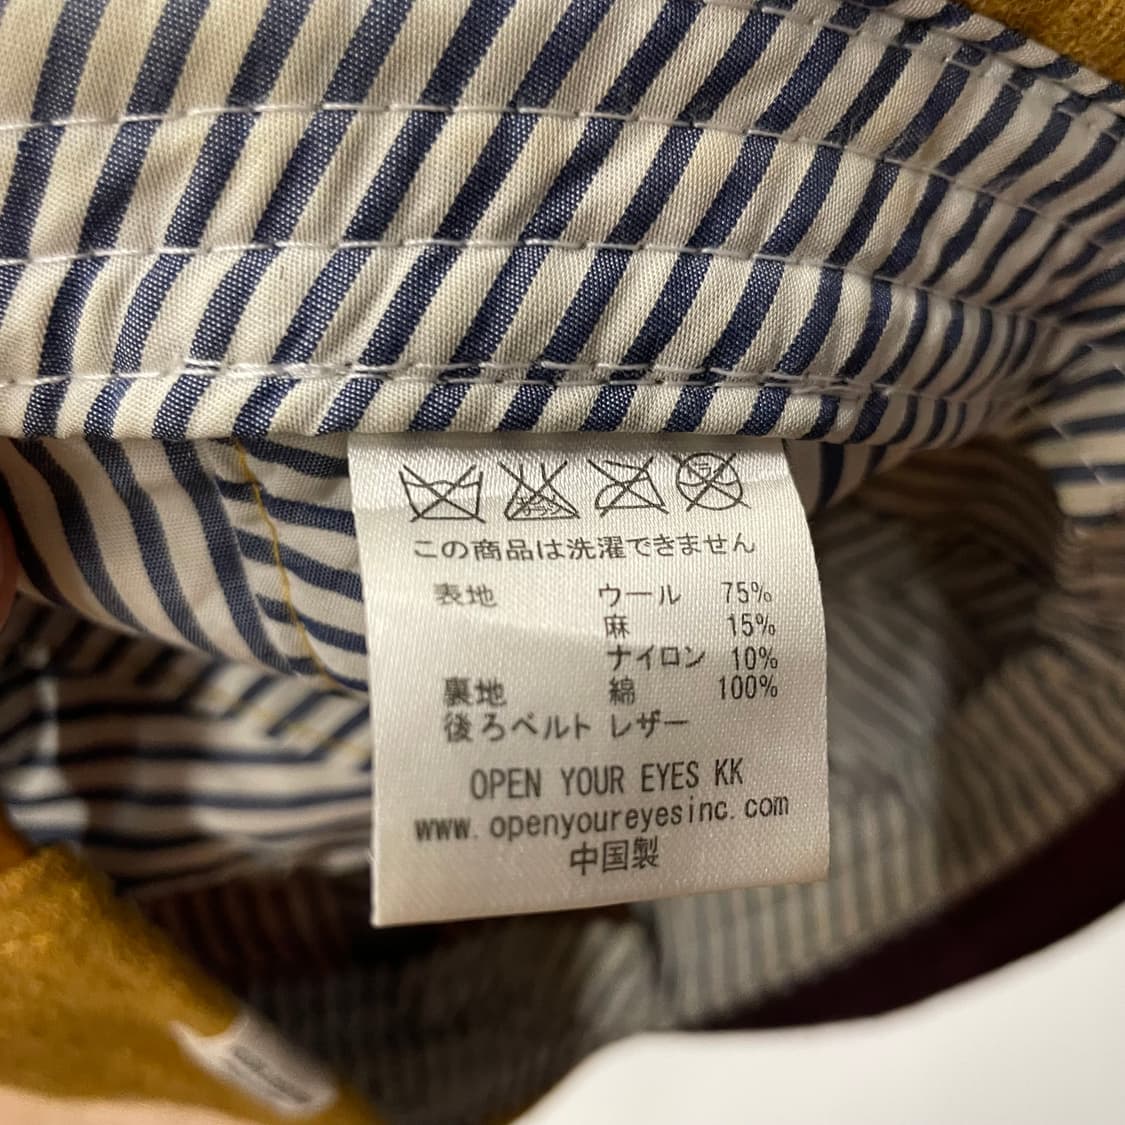 この商品は洗濯できません
表地 ウール 75%
麻 15%
ナイロン 10%
裏地 綿 100%
後ろベルト レザー
OPEN YOUR EYES KK
www.openyoureyesinc.com
中国製